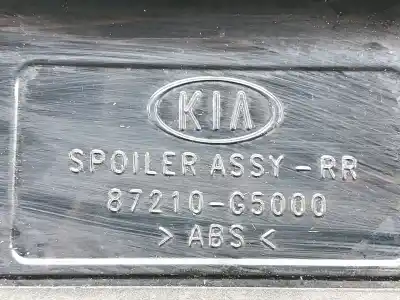 KIA
SPOILER ASSY-RR
87210-G5000
>ABS<